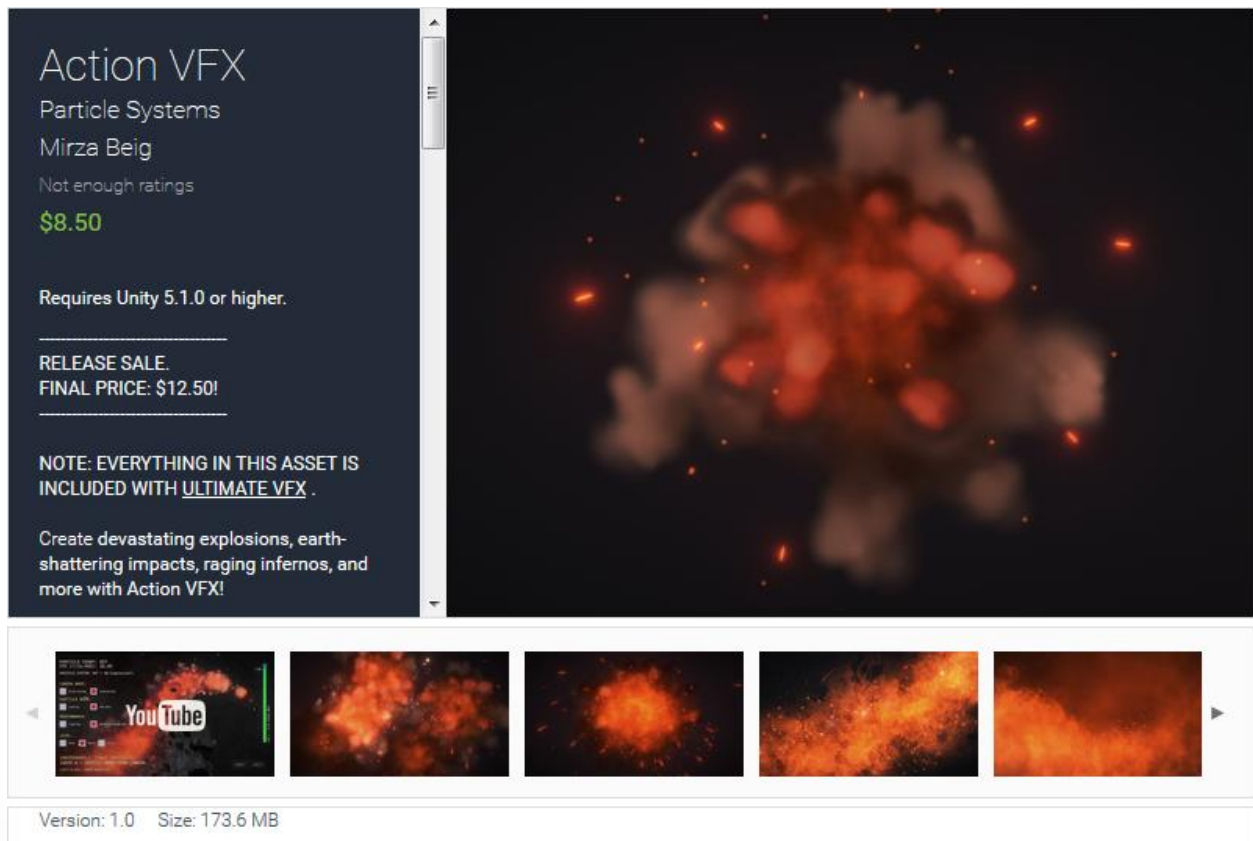 Action VFX
Particle Systems
Mirza Beig
Not enough ratings
$8.50
Requires Unity 5.1.0 or higher.
---------------------------------------
RELEASE SALE.
FINAL PRICE: $12.50!
---------------------------------------
NOTE: EVERYTHING IN THIS ASSET IS
INCLUDED WITH ULTIMATE VFX .
Create devastating explosions, earth-
shattering impacts, raging infernos, and
more with Action VFX!
YouTube
Version: 1.0 Size: 173.6 MB